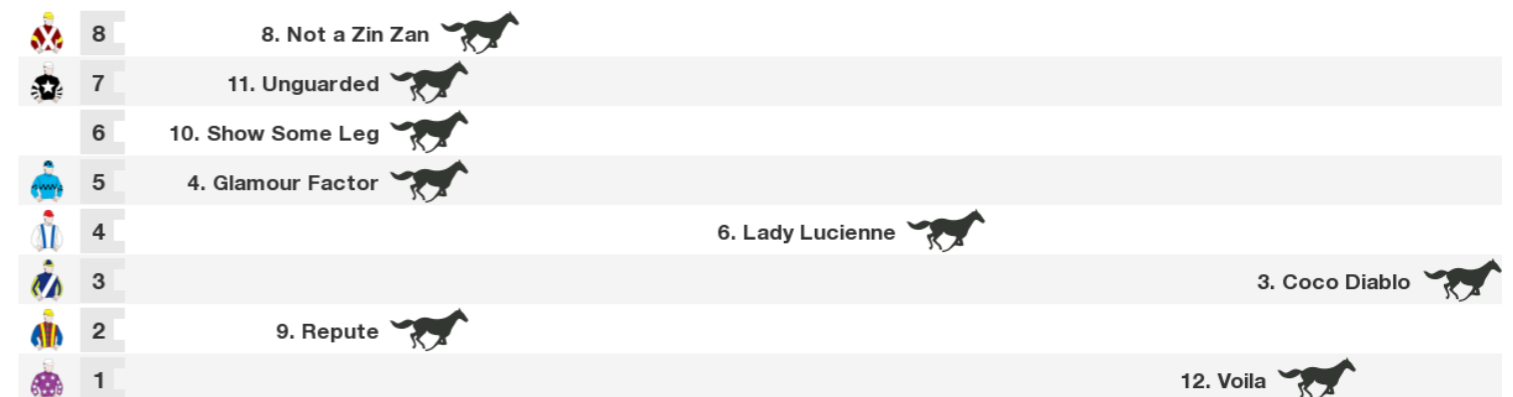 8 8. Not a Zin Zan
7 11. Unguarded
6 10. Show Some Leg
5 4. Glamour Factor
4 6. Lady Lucienne
3 3. Coco Diablo
2 9. Repute
1 12. Voila